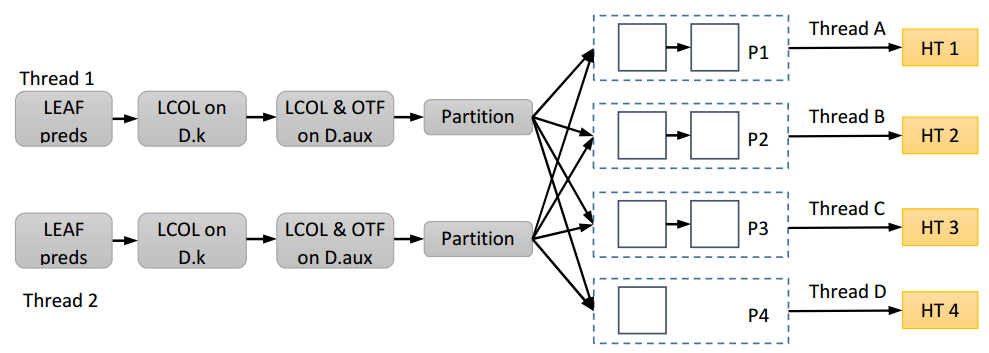 Thread 1
LEAF
preds
LCOL on
D.k
LCOL & OTF
on D.aux
Partition
LEAF
preds
LCOL on
D.k
LCOL & OTF
on D.aux
Partition
Thread 2
P1
Thread A
HT 1
P2
Thread B
HT 2
P3
Thread C
HT 3
P4
Thread D
HT 4